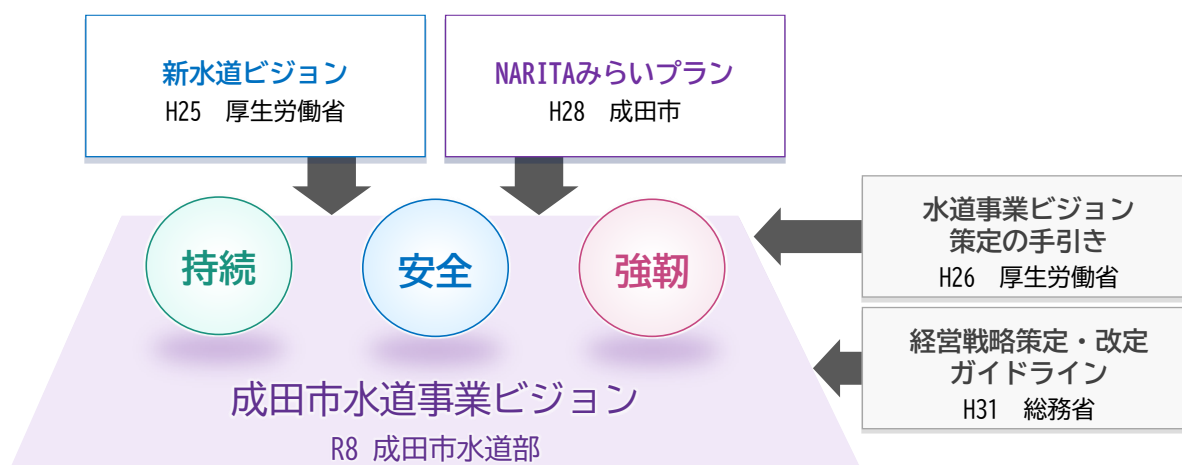 新水道ビジョン
H25 厚生労働省
NARITAみらいプラン
H28 成田市
持続
安全
強靭
水道事業ビジョン
策定の手引き
H26 厚生労働省
経営戦略策定・改定
ガイドライン
H31 総務省
成田市水道事業ビジョン
R8 成田市水道部